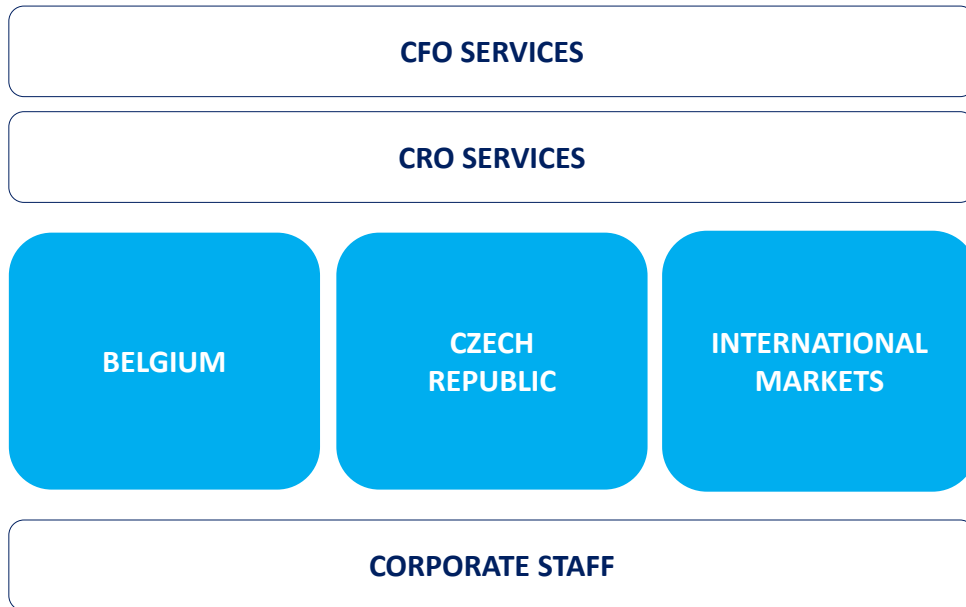 CFO SERVICES
CRO SERVICES
BELGIUM
CZECH
REPUBLIC
INTERNATIONAL
MARKETS
CORPORATE STAFF